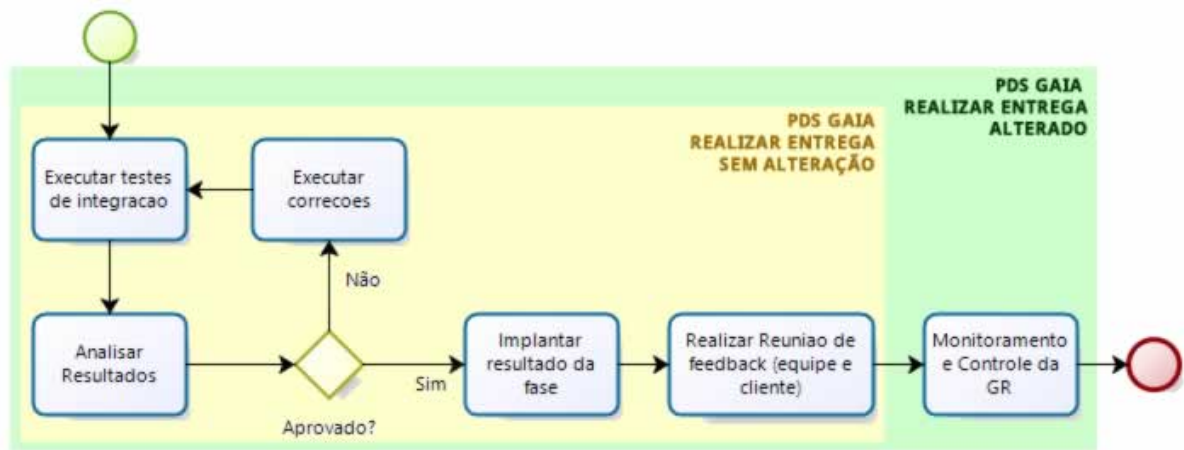 PDS GAIA
REALIZAR ENTREGA
ALTERADO
PDS GAIA
REALIZAR ENTREGA
SEM ALTERAÇÃO
Executar testes
de integracao
Executar
correcoes
Não
Analisar
Resultados
Aprovado?
Sim
Implantar
resultado da
fase
Realizar Reuniao de
feedback (equipe e
cliente)
Monitoramento
e Controle da
GR